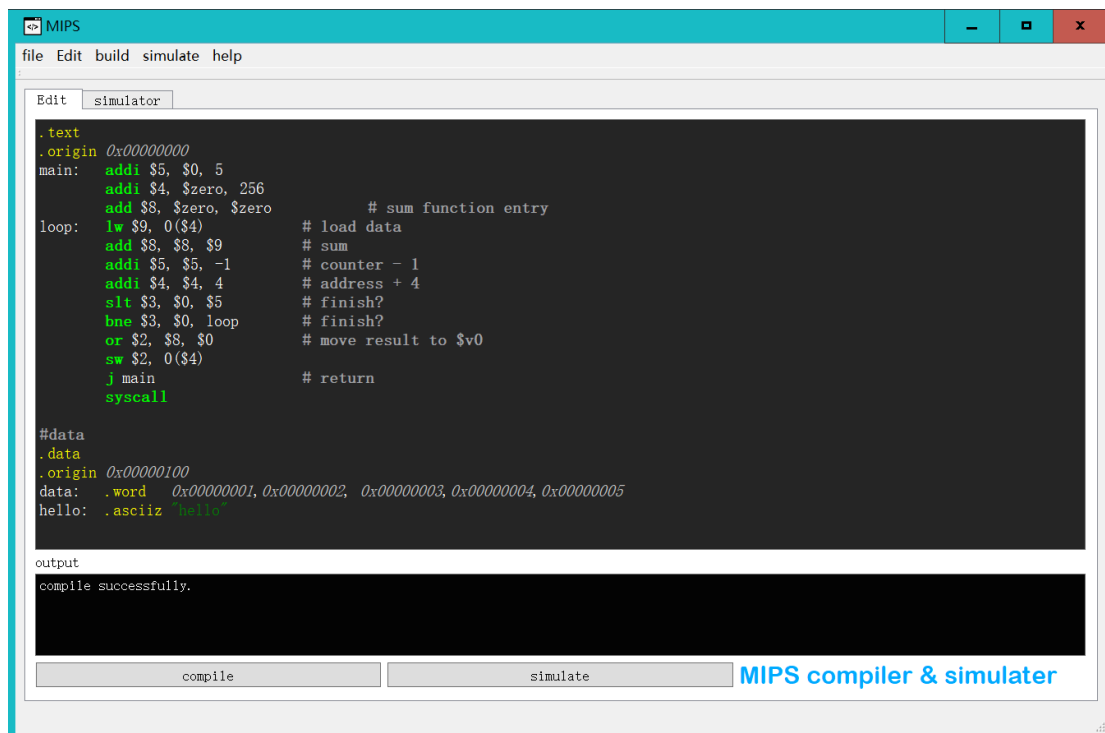 MIPS
file Edit build simulate help
Edit simulator
.text
.origin 0x00000000
main: addi $5, $0, 5
addi $4, $zero, 256
add $8, $zero, $zero # sum function entry
loop: lw $9, 0($4) # load data
add $8, $8, $9 # sum
addi $5, $5, -1 # counter - 1
addi $4, $4, 4 # address + 4
slt $3, $0, $5 # finish?
bne $3, $0, loop # finish?
or $2, $8, $0 # move result to $v0
sw $2, 0($4)
j main # return
syscall
#data
.data
.origin 0x00000100
data: .word 0x00000001, 0x00000002, 0x00000003, 0x00000004, 0x00000005
hello: .asciiz "hello"
output
compile successfully.
compile simulate MIPS compiler & simulater